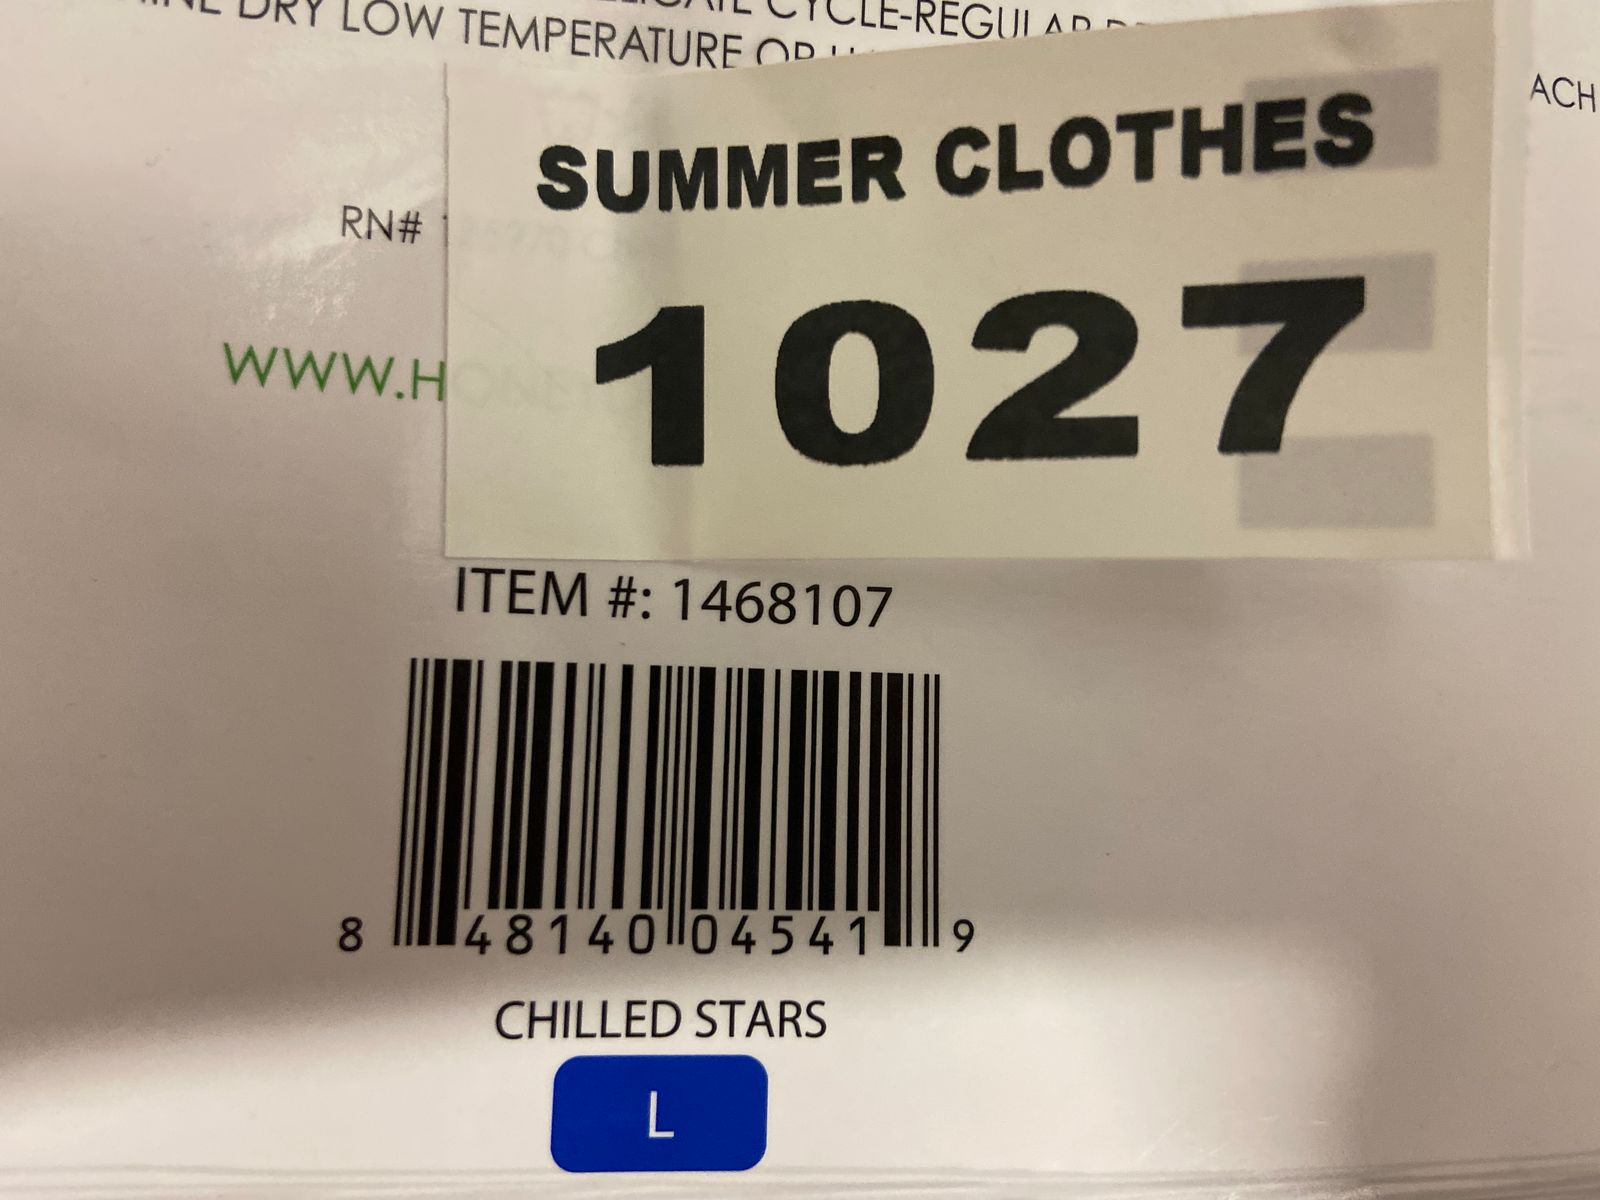 CYCLE-REGULAR
DRY LOW TEMPERATURE OR
ACH
SUMMER CLOTHES
RN#
1027
WWW.H
ITEM #: 1468107
8 48140 04541 9
CHILLED STARS
L